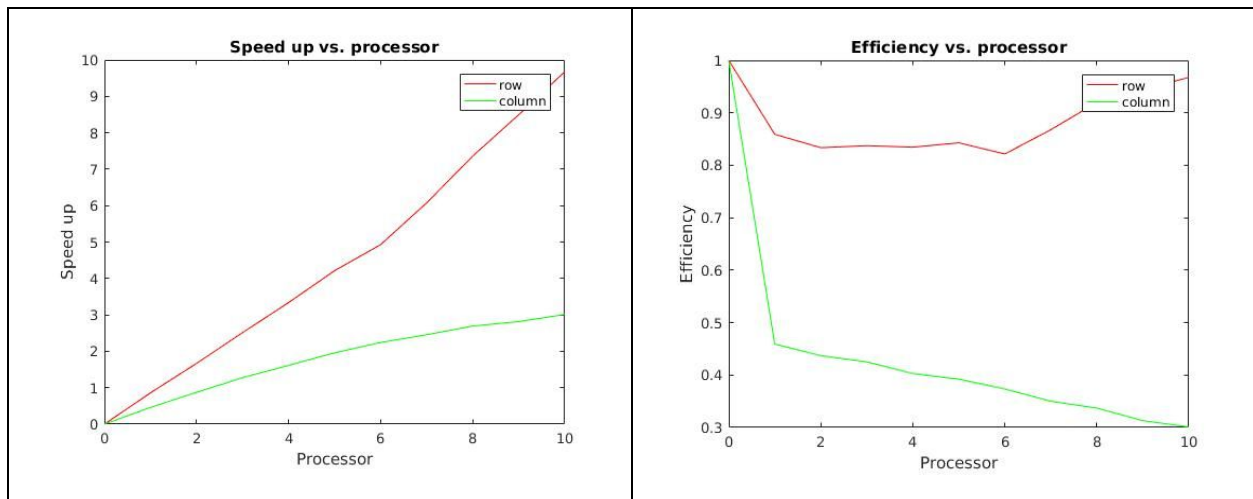 Speed up vs. processor
10
9
8
7
6
5
4
3
2
1
0
Speed up
row
column
0 2 4 6 8 10
Processor
Efficiency vs. processor
1
0.9
0.8
0.7
0.6
0.5
0.4
0.3
Efficiency
row
column
0 2 4 6 8 10
Processor